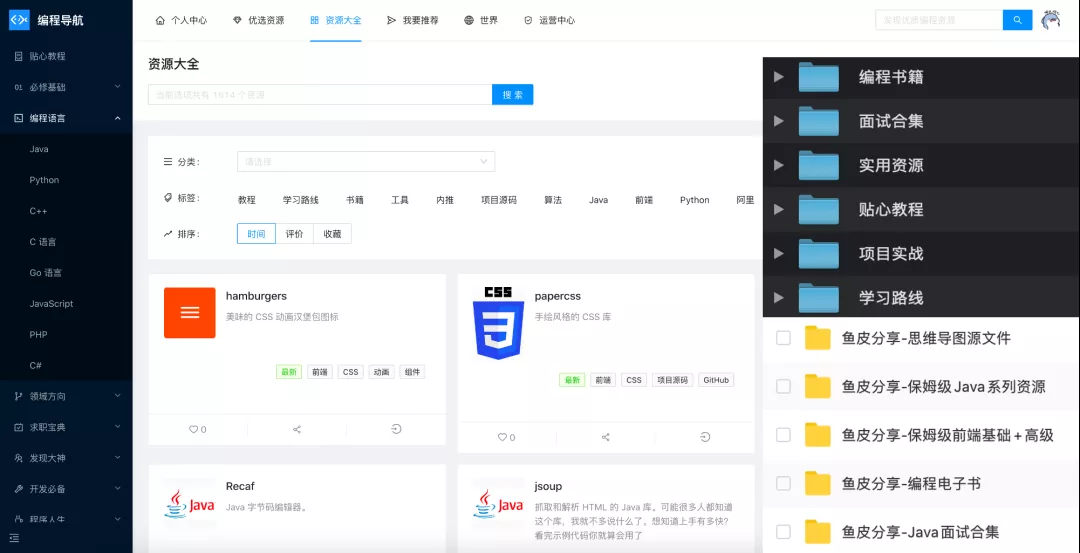 编程导航
个人中心
优选资源
资源大全
我要推荐
世界
运营中心
发现优质编程资源
贴心教程
01 必修基础
编程语言
Java
Python
C++
C 语言
Go 语言
JavaScript
PHP
C#
领域方向
求职宝典
发现大神
开发必备
程序人生
资源大全
当前选项共有 1614 个资源
搜 索
分类：
请选择
标签：
教程 学习路线 书籍 工具 内推 项目源码 算法 Java 前端 Python 阿里
排序：
时间 评价 收藏
hamburgers
美味的 CSS 动画汉堡包图标
最新 前端 CSS 动画 组件
0
CSS
papercss
手绘风格的 CSS 库
最新 前端 CSS 项目源码 GitHub
0
Java
Recaf
Java 字节码编辑器。
Java
jsoup
抓取和解析 HTML 的 Java 库。可能很多人都知道
这个库，我就不多说什么了，想知道上手有多快？
看完示例代码你就算会用了
编程书籍
面试合集
实用资源
贴心教程
项目实战
学习路线
鱼皮分享-思维导图源文件
鱼皮分享-保姆级Java系列资源
鱼皮分享-保姆级前端基础+高级
鱼皮分享-编程电子书
鱼皮分享-Java面试合集